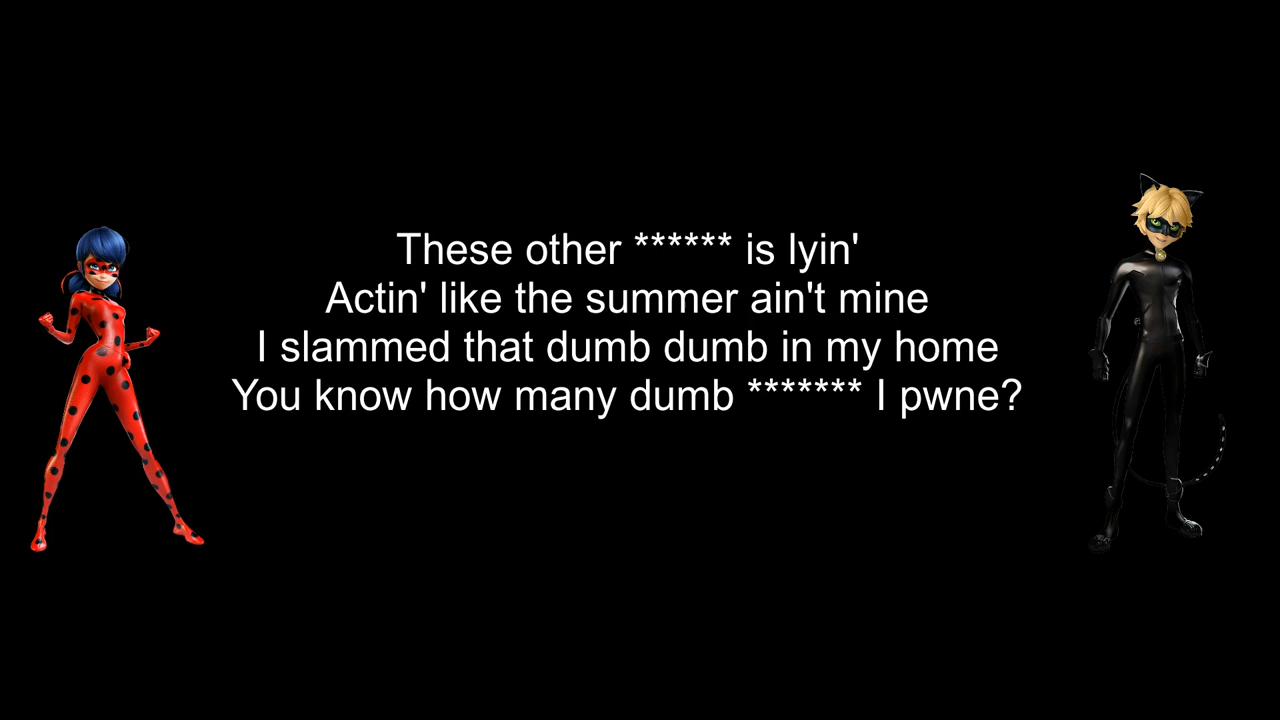 These other ****** is lyin'
Actin' like the summer ain't mine
I slammed that dumb dumb in my home
You know how many dumb ******* I pwne?